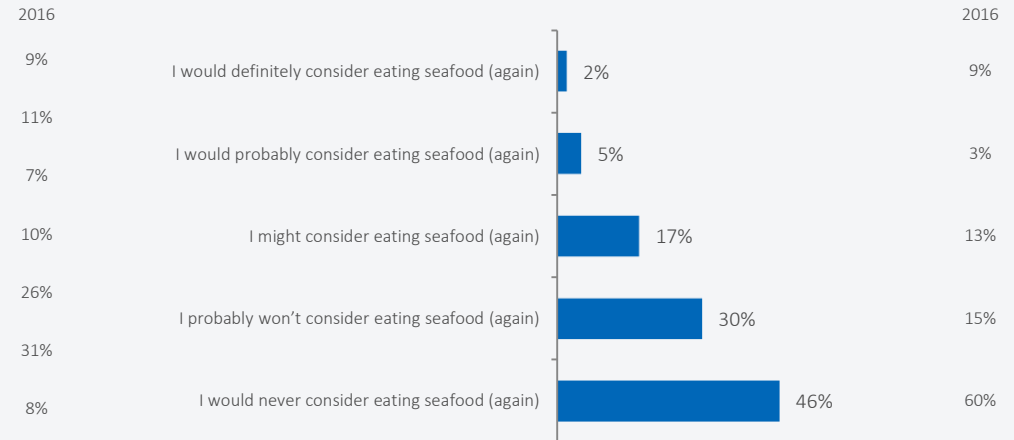 2016 2016
9%
I would definitely consider eating seafood (again) 2% 9%
11%
I would probably consider eating seafood (again) 5% 3%
7%
10% I might consider eating seafood (again) 17% 13%
26%
I probably won’t consider eating seafood (again) 30% 15%
31%
I would never consider eating seafood (again) 46% 60%
8%